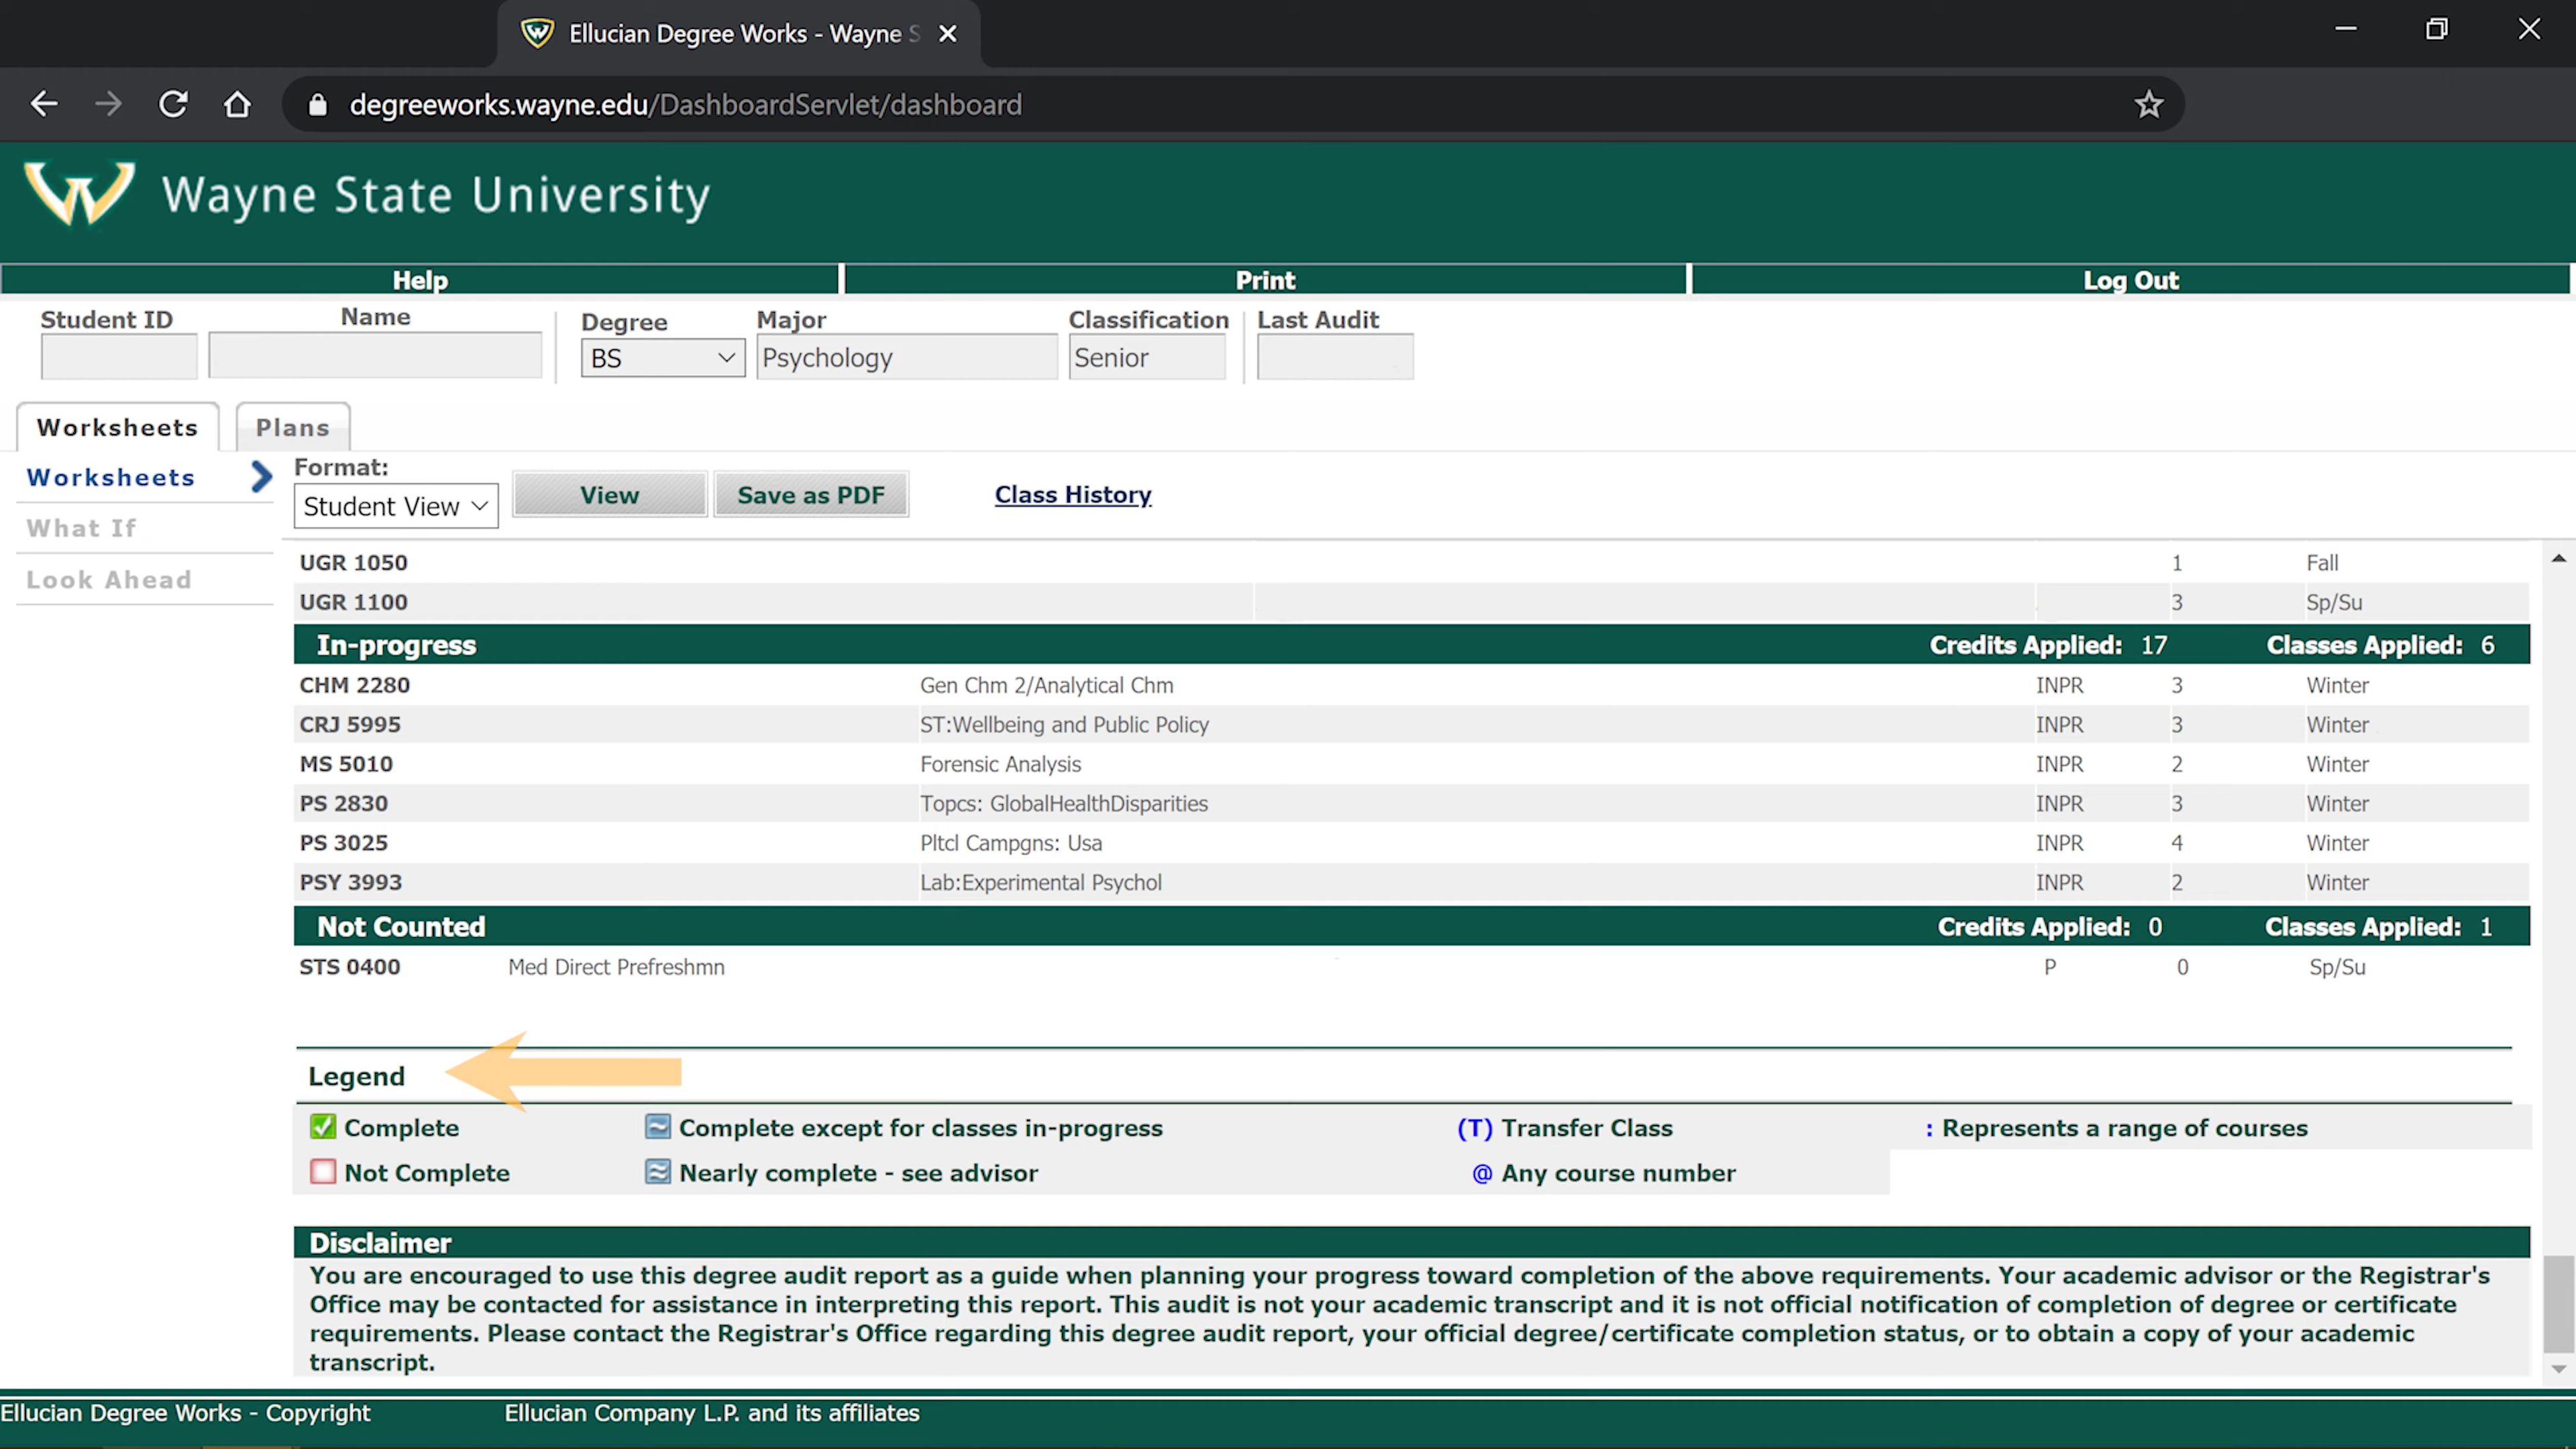 Ellucian Degree Works - Wayne S
degreeworks.wayne.edu/DashboardServlet/dashboard
Wayne State University
Help Print Log Out
Student ID Name Degree Major Classification Last Audit
BS Psychology Senior
Worksheets Plans
Worksheets
What If
Look Ahead
Format:
Student View View Save as PDF Class History
UGR 1050 1 Fall
UGR 1100 3 Sp/Su
In-progress Credits Applied: 17 Classes Applied: 6
CHM 2280 Gen Chm 2/Analytical Chm INPR 3 Winter
CRJ 5995 ST:Wellbeing and Public Policy INPR 3 Winter
MS 5010 Forensic Analysis INPR 2 Winter
PS 2830 Topcs: GlobalHealthDisparities INPR 3 Winter
PS 3025 Pltcl Campgns: Usa INPR 4 Winter
PSY 3993 Lab:Experimental Psychol INPR 2 Winter
Not Counted Credits Applied: 0 Classes Applied: 1
STS 0400 Med Direct Prefreshmn P 0 Sp/Su
Legend
Complete Complete except for classes in-progress (T) Transfer Class : Represents a range of courses
Not Complete Nearly complete - see advisor @ Any course number
Disclaimer
You are encouraged to use this degree audit report as a guide when planning your progress toward completion of the above requirements. Your academic advisor or the Registrar's
Office may be contacted for assistance in interpreting this report. This audit is not your academic transcript and it is not official notification of completion of degree or certificate
requirements. Please contact the Registrar's Office regarding this degree audit report, your official degree/certificate completion status, or to obtain a copy of your academic
transcript.
Ellucian Degree Works - Copyright Ellucian Company L.P. and its affiliates